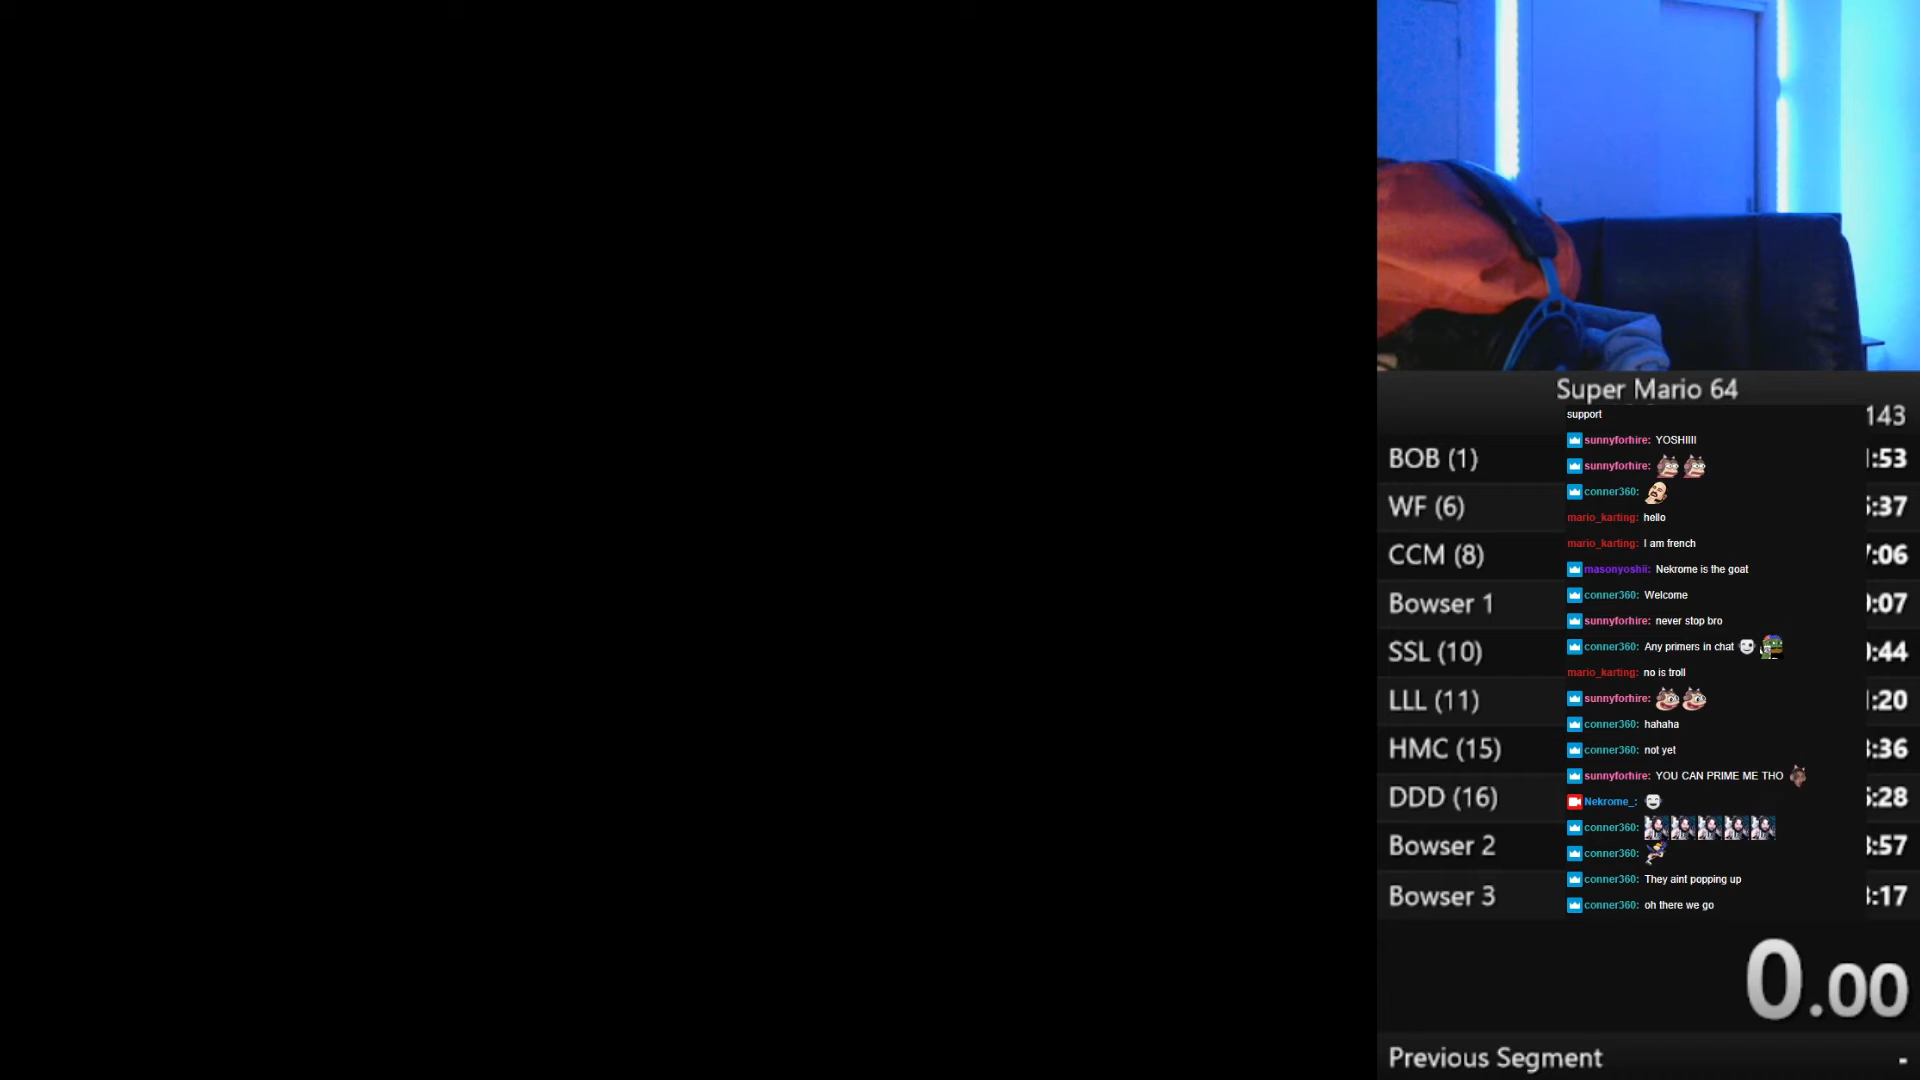 Super Mario 64
143
support
sunnyforhire: YOSHIIII
BOB (1) :53
sunnyforhire:
conner360:
WF (6) :37
mario_karting: hello
mario_karting: I am french
CCM (8) :06
masonyoshii: Nekrome is the goat
conner360: Welcome
Bowser 1 :07
sunnyforhire: never stop bro
conner360: Any primers in chat
SSL (10) :44
mario_karting: no is troll
sunnyforhire:
LLL (11) :20
conner360: hahaha
conner360: not yet
HMC (15) :36
sunnyforhire: YOU CAN PRIME ME THO
Nekrome_:
DDD (16) :28
conner360:
conner360:
Bowser 2 :57
conner360: They aint popping up
conner360: oh there we go
Bowser 3 :17
0.00
Previous Segment -